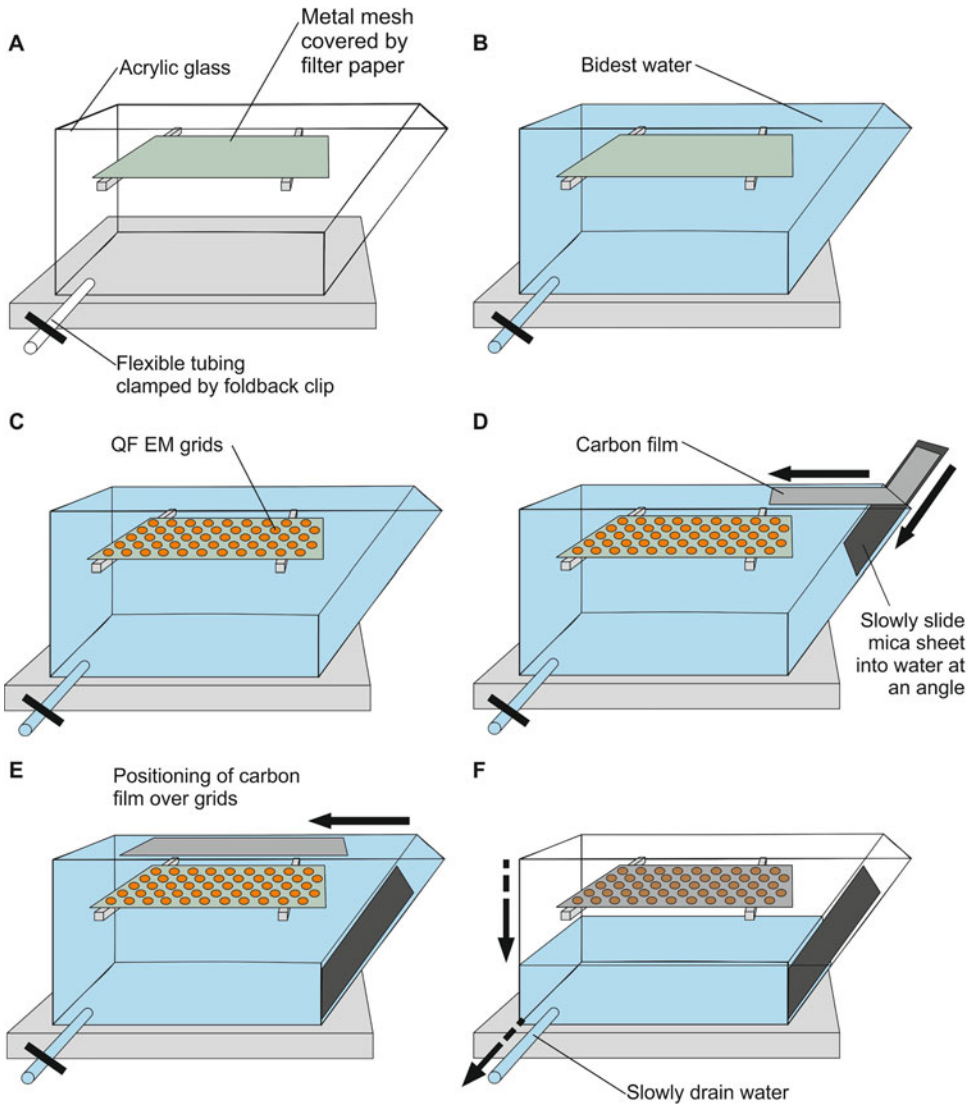 A
Metal mesh
covered by
filter paper
Acrylic glass
Flexible tubing
clamped by foldback clip
B
Bidest water
C
QF EM grids
D
Carbon film
Slowly slide
mica sheet
into water at
an angle
E
Positioning of carbon
film over grids
F
Slowly drain water